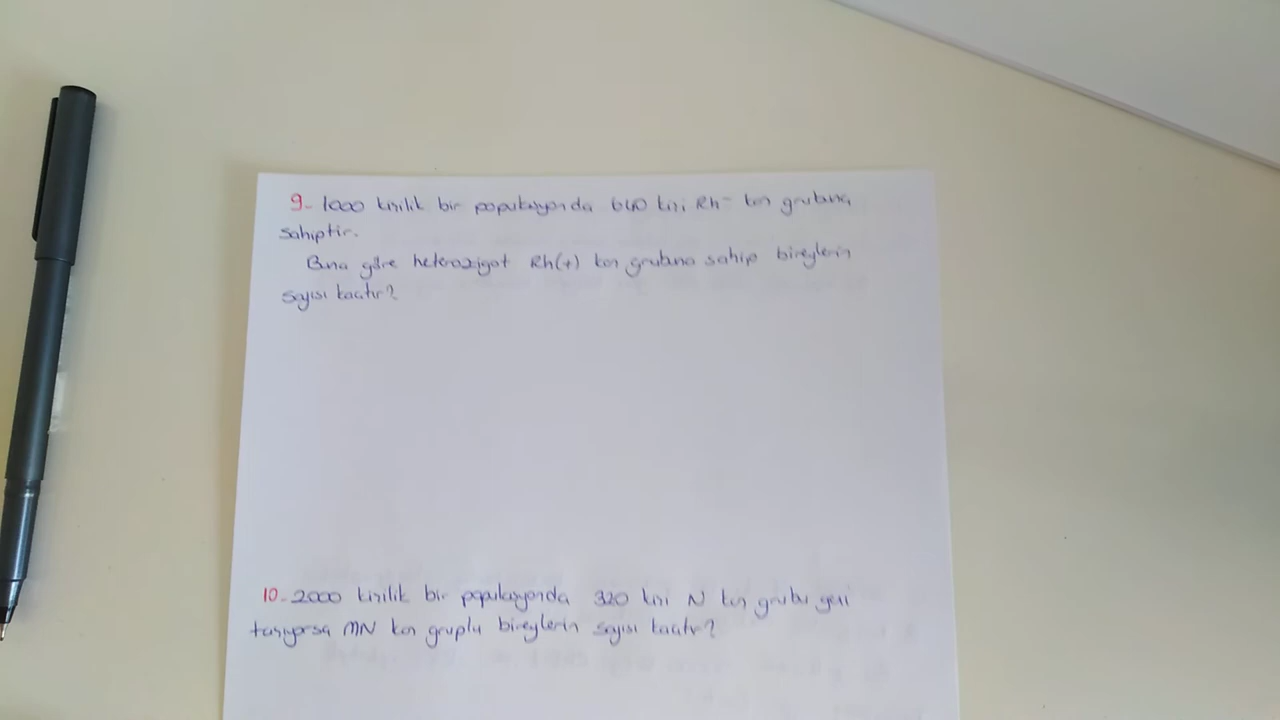 9- 1000 kişilik bir populasyonda 640 kişi Rh- kan grubuna
sahiptir.
Buna göre heterozigot Rh(+) kan grubuna sahip bireylerin
sayısı kaçtır?
10- 2000 kişilik bir populasyonda 320 kişi N kan grubu geni
taşıyorsa MN kan gruplu bireylerin sayısı kaçtır?